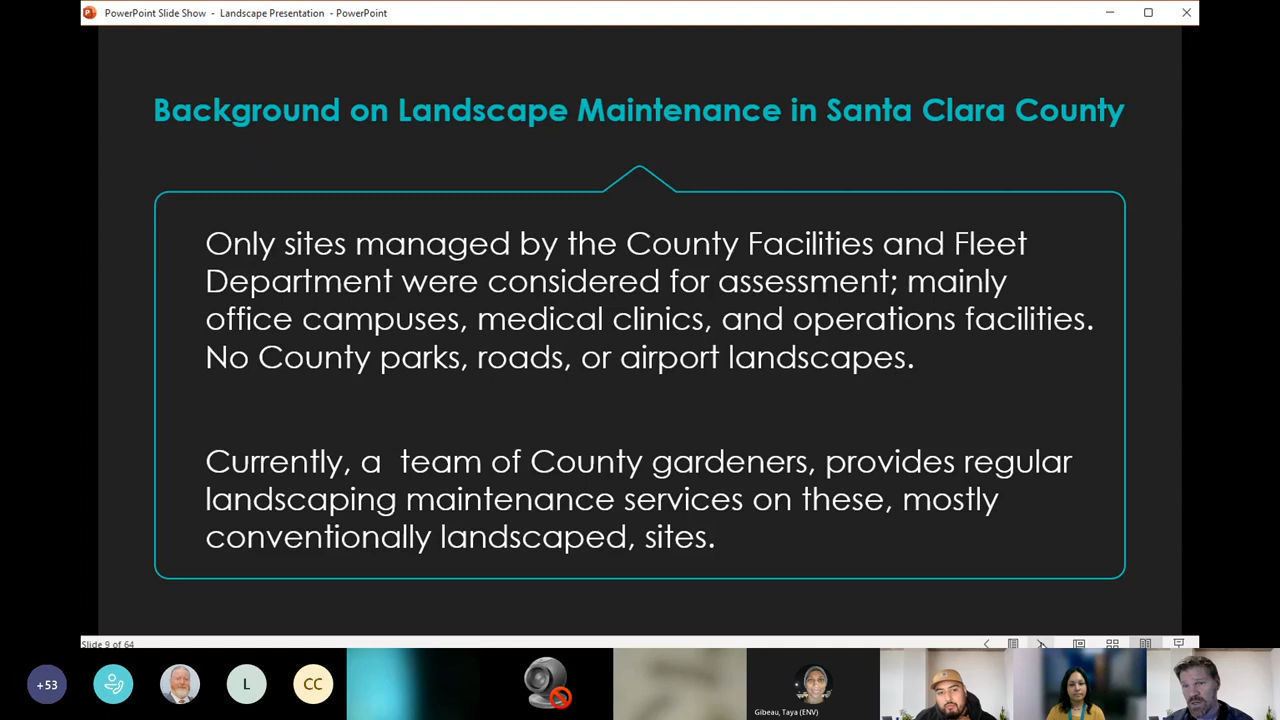 PowerPoint Slide Show - Landscape Presentation - PowerPoint
Background on Landscape Maintenance in Santa Clara County
Only sites managed by the County Facilities and Fleet
Department were considered for assessment; mainly
office campuses, medical clinics, and operations facilities.
No County parks, roads, or airport landscapes.
Currently, a team of County gardeners, provides regular
landscaping maintenance services on these, mostly
conventionally landscaped, sites.
Slide 9 of 64
+53
L
CC
Gibeau, Taya (ENV)